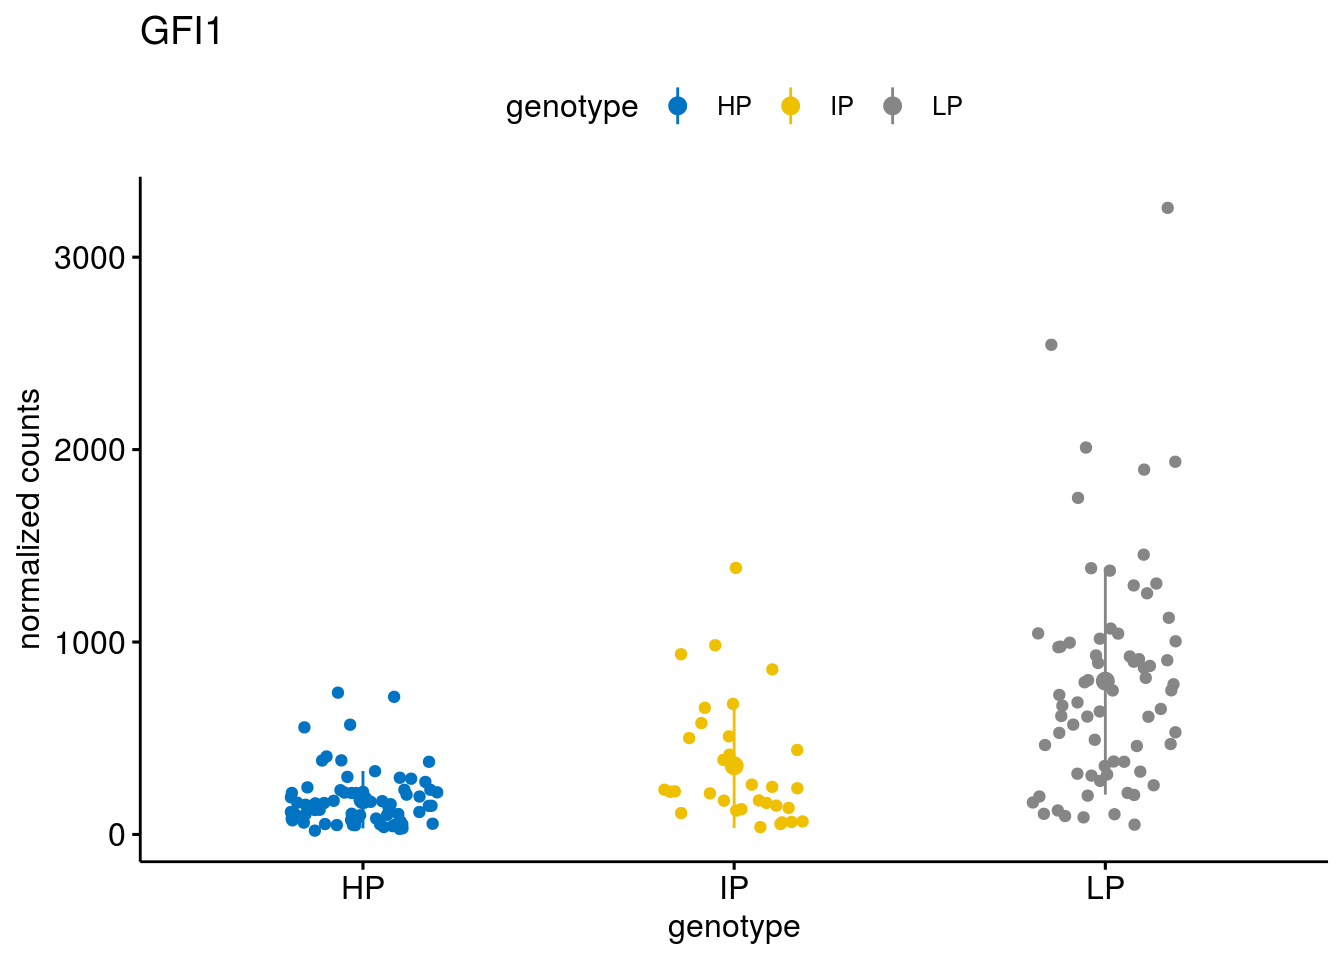 GFI1
genotype HP IP LP
3000
2000
1000
0
normalized counts
HP IP LP
genotype